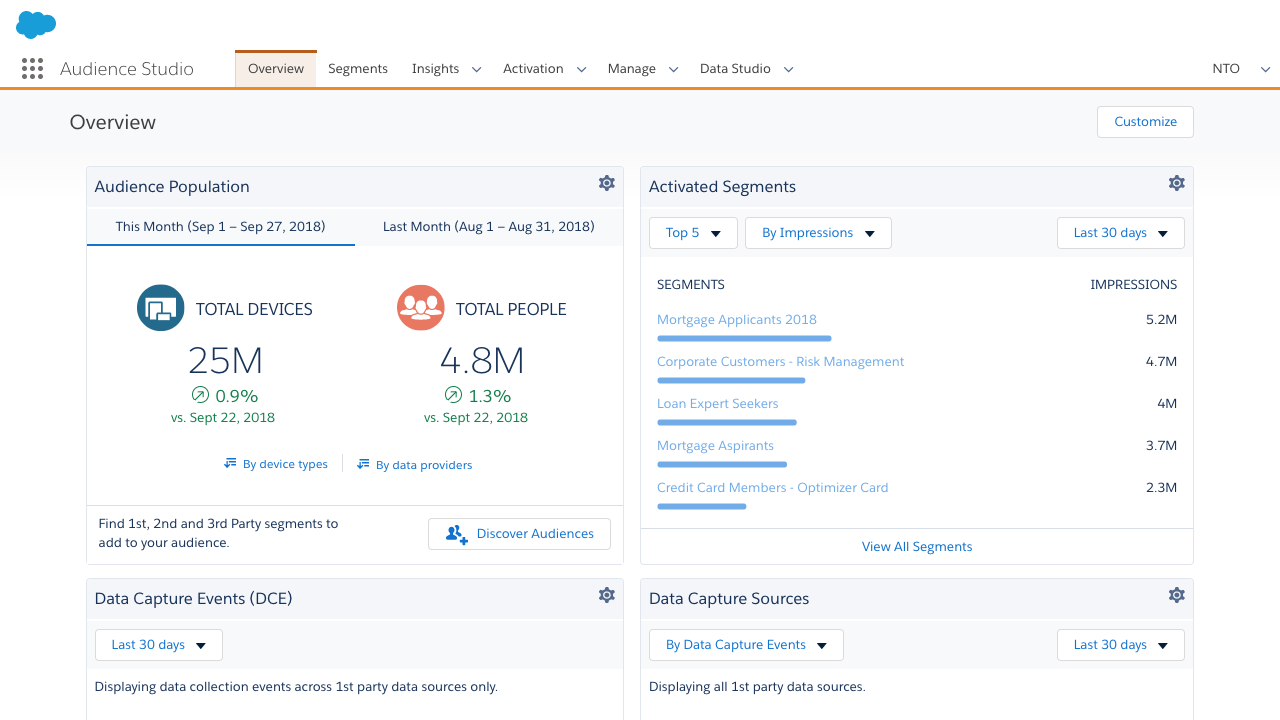 Audience Studio
Overview Segments Insights Activation Manage Data Studio NTO
Overview
Customize
Audience Population
This Month (Sep 1 – Sep 27, 2018) Last Month (Aug 1 – Aug 31, 2018)
TOTAL DEVICES TOTAL PEOPLE
25M 4.8M
0.9% 1.3%
vs. Sept 22, 2018 vs. Sept 22, 2018
By device types By data providers
Find 1st, 2nd and 3rd Party segments to
add to your audience.
Discover Audiences
Activated Segments
Top 5 By Impressions Last 30 days
SEGMENTS IMPRESSIONS
Mortgage Applicants 2018 5.2M
Corporate Customers - Risk Management 4.7M
Loan Expert Seekers 4M
Mortgage Aspirants 3.7M
Credit Card Members - Optimizer Card 2.3M
View All Segments
Data Capture Events (DCE)
Last 30 days
Displaying data collection events across 1st party data sources only.
Data Capture Sources
By Data Capture Events Last 30 days
Displaying all 1st party data sources.